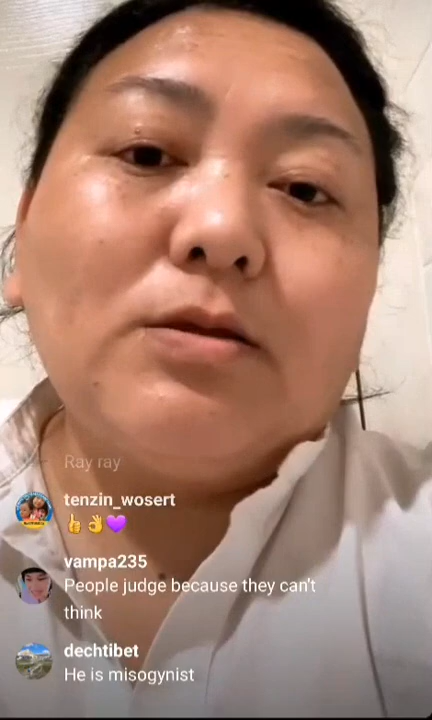 Ray ray
tenzin_wosert
👍👌💜
vampa235
People judge because they can't
think
dechtibet
He is misogynist